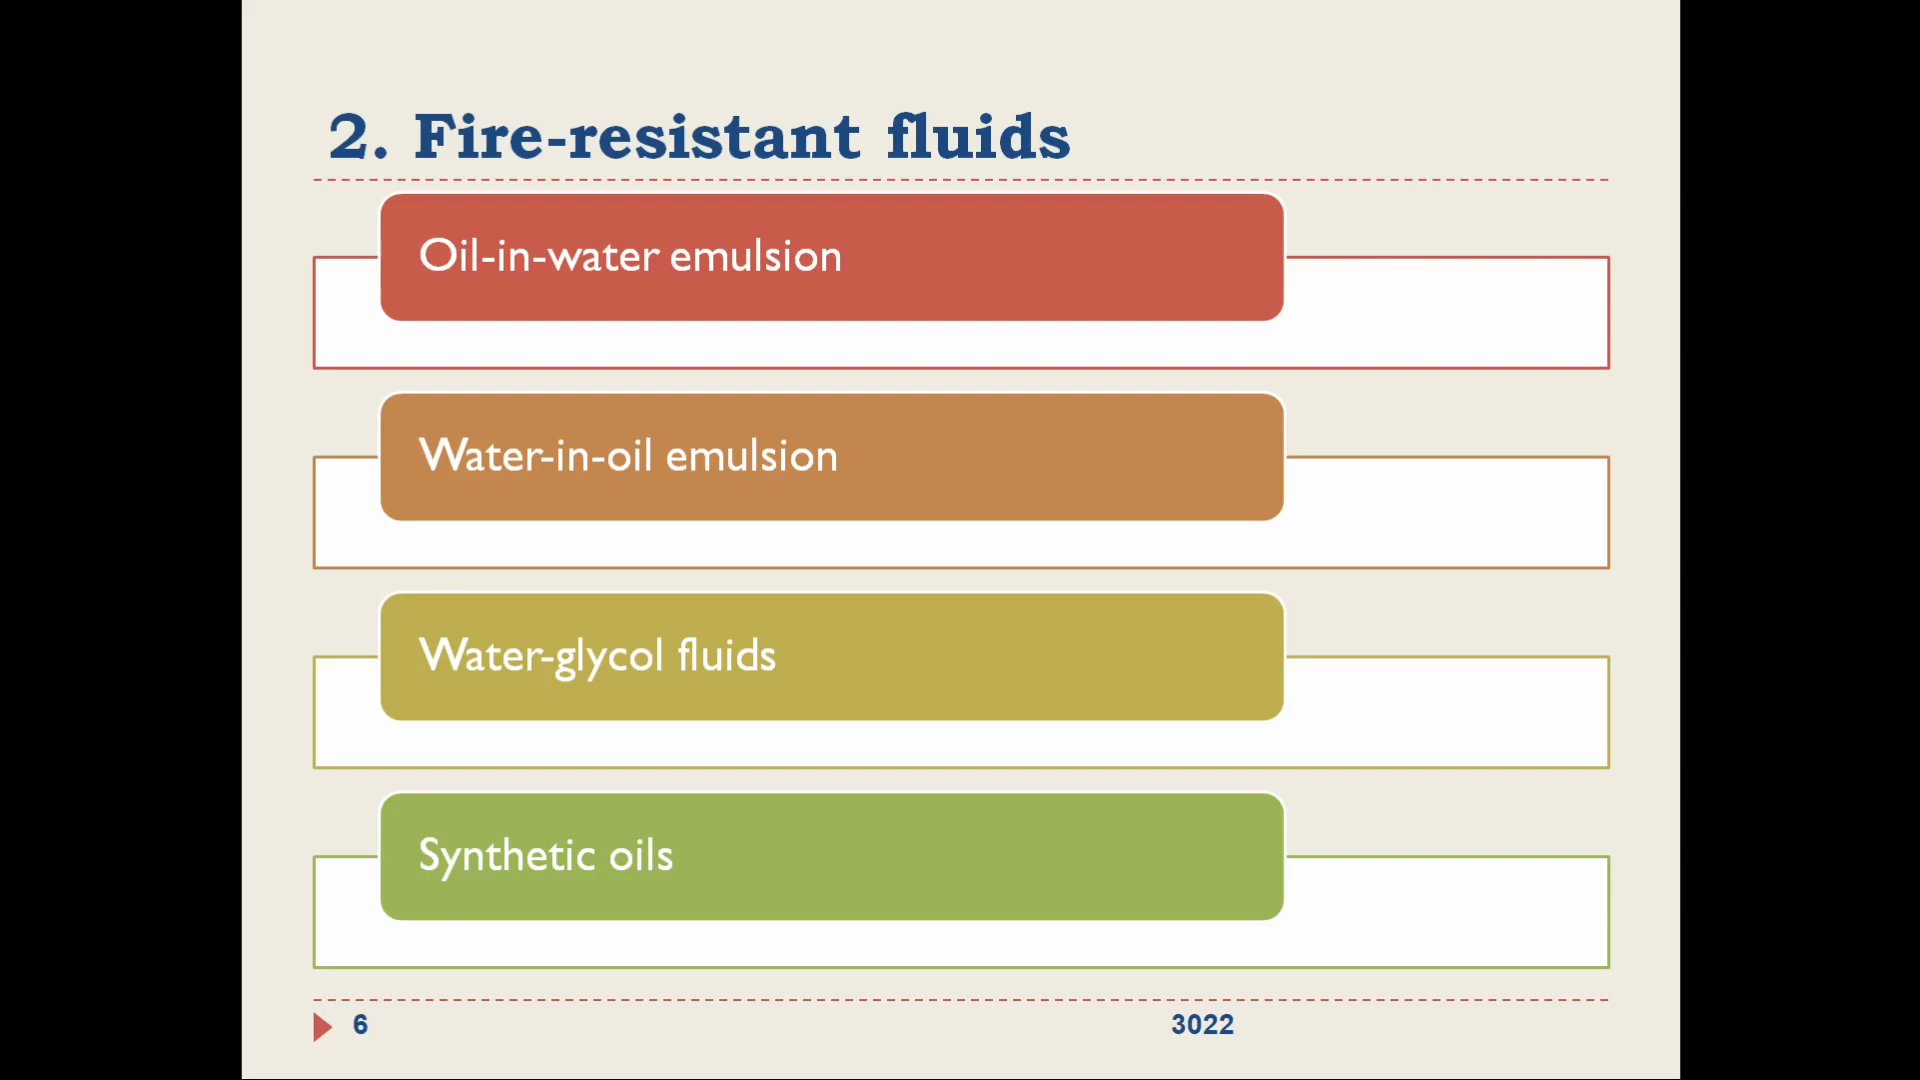 2. Fire-resistant fluids
Oil-in-water emulsion
Water-in-oil emulsion
Water-glycol fluids
Synthetic oils
6
3022